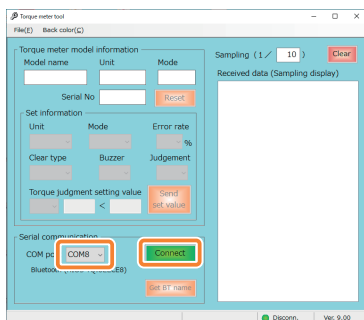 Torque meter tool
File(F) Back color(C)
Torque meter model information
Model name Unit Mode
Serial No Reset
Set information
Unit Mode Error rate
%
Clear type Buzzer Judgement
Torque judgment setting value
<
Send
set value
Serial communication
COM po COM8 Connect
Bluetooth
Get BT name
Sampling (1／ 10 ) Clear
Received data (Sampling display)
Disconn. Ver. 9.00